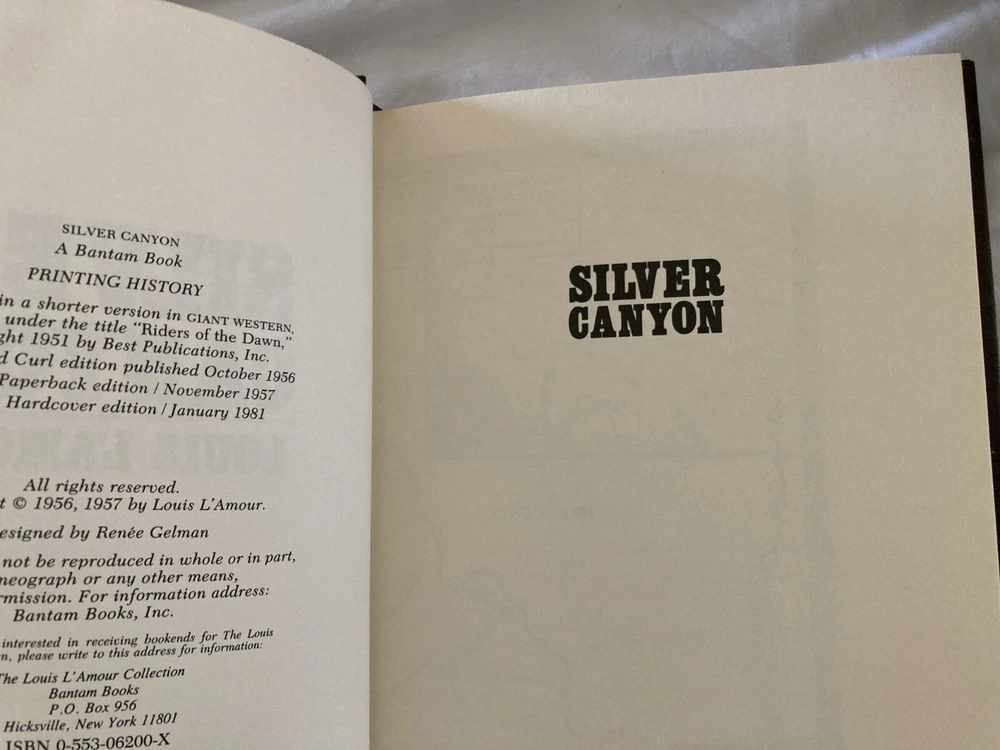 SILVER CANYON
A Bantam Book
PRINTING HISTORY
in a shorter version in GIANT WESTERN,
under the title "Riders of the Dawn,"
ght 1951 by Best Publications, Inc.
d Curl edition published October 1956
Paperback edition / November 1957
Hardcover edition / January 1981
All rights reserved.
t © 1956, 1957 by Louis L'Amour.
esigned by Renée Gelman
not be reproduced in whole or in part,
neograph or any other means,
rmission. For information address:
Bantam Books, Inc.
interested in receiving bookends for The Louis
n, please write to this address for information:
The Louis L'Amour Collection
Bantam Books
P.O. Box 956
Hicksville, New York 11801
ISBN 0-553-06200-X
SILVER
CANYON